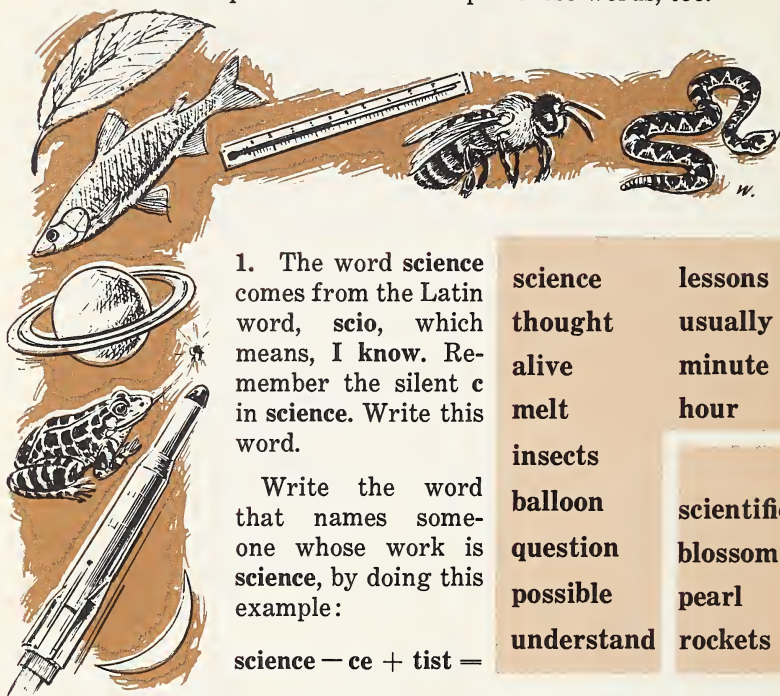 1. The word science
comes from the Latin
word, scio, which
means, I know. Re-
member the silent c
in science. Write this
word.
Write the word
that names some-
one whose work is
science, by doing this
example:
science — ce + tist =
science
thought
alive
melt
insects
balloon
question
possible
understand
lessons
usually
minute
hour
blossom
pearl
rockets
W.